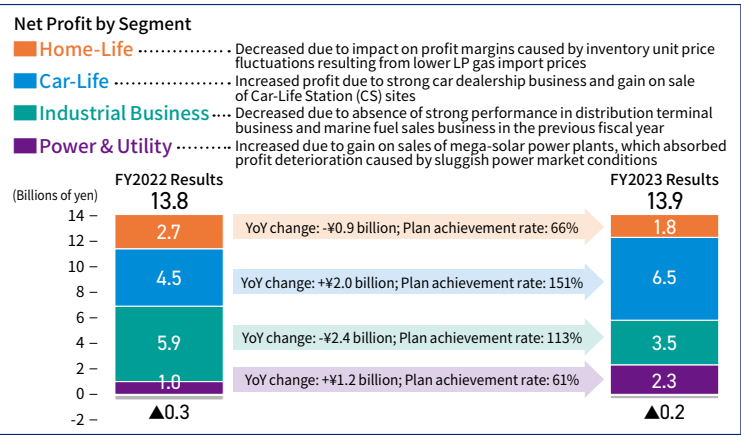 Net Profit by Segment
Home-Life ·············· Decreased due to impact on profit margins caused by inventory unit price
fluctuations resulting from lower LP gas import prices
Car-Life ················· Increased profit due to strong car dealership business and gain on sale
of Car-Life Station (CS) sites
Industrial Business···· Decreased due to absence of strong performance in distribution terminal
business and marine fuel sales business in the previous fiscal year
Power & Utility ········· Increased due to gain on sales of mega-solar power plants, which absorbed
profit deterioration caused by sluggish power market conditions
FY2022 Results
FY2023 Results
(Billions of yen)
13.8
13.9
14
2.7
YoY change: -¥0.9 billion; Plan achievement rate: 66%
1.8
12
10
4.5
YoY change: +¥2.0 billion; Plan achievement rate: 151%
6.5
8
6
5.9
YoY change: -¥2.4 billion; Plan achievement rate: 113%
3.5
4
2
1.0
YoY change: +¥1.2 billion; Plan achievement rate: 61%
2.3
0
▲0.3
▲0.2
-2